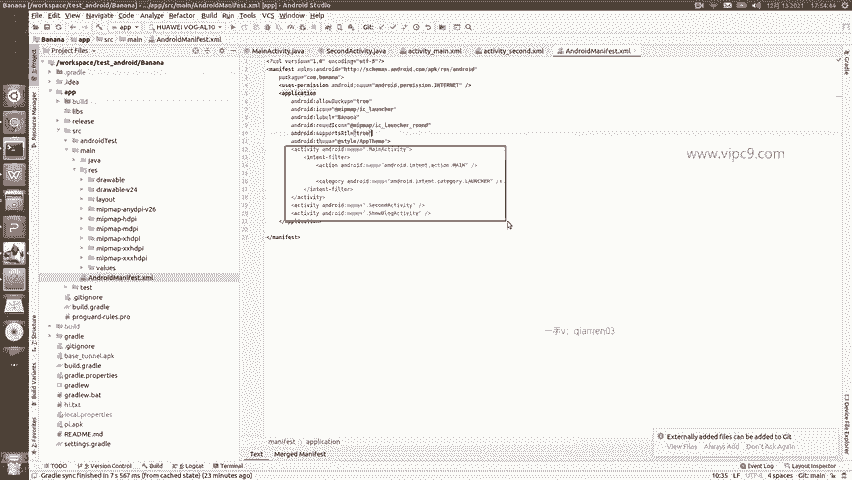 Banana [/workspace/test_android/Banana] - .../app/src/main/AndroidManifest.xml [app] - Android Studio
12月 13 2021 17:54:44
File Edit View Navigate Code Analyze Refactor Build Run Tools VCS Window Help
app HUAWEI VOG-AL10 Git:
Banana app src main AndroidManifest.xml
Project Files
MainActivity.java SecondActivity.java activity_main.xml activity_second.xml AndroidManifest.xml
/workspace/test_android/Banana
.gradle
.idea
app
build
libs
release
src
androidTest
main
java
res
drawable
drawable-v24
layout
mipmap-anydpi-v26
mipmap-hdpi
mipmap-mdpi
mipmap-xhdpi
mipmap-xxhdpi
mipmap-xxxhdpi
values
AndroidManifest.xml
test
.gitignore
build.gradle
proguard-rules.pro
build
gradle
.gitignore
base_tunnel.apk
build.gradle
gradle.properties
gradlew
gradlew.bat
hi.txt
local.properties
pi.apk
README.md
settings.gradle
<?xml version="1.0" encoding="utf-8"?>
<manifest xmlns:android="http://schemas.android.com/apk/res/android"
package="com.banana">
<uses-permission android:name="android.permission.INTERNET" />
<application
android:allowBackup="true"
android:icon="@mipmap/ic_launcher"
android:label="Banana"
android:roundIcon="@mipmap/ic_launcher_round"
android:supportsRtl="true"
android:theme="@style/AppTheme">
<activity android:name=".MainActivity">
<intent-filter>
<action android:name="android.intent.action.MAIN" />
<category android:name="android.intent.category.LAUNCHER" />
</intent-filter>
</activity>
<activity android:name=".SecondActivity" />
<activity android:name=".ShowBlogActivity" />
</application>
</manifest>
www.vipc9.com
manifest application
Text Merged Manifest
Externally added files can be added to Git
View Files Always Add Don't Ask Again
TODO 9: Version Control Build 6: Logcat Terminal
Event Log Layout Inspector
Gradle sync finished in 7 s 567 ms (from cached state) (23 minutes ago)
10:35 LF UTF-8 4 spaces Git: main
1: Project
Resource Manager
7: Structure
Build Variants
2: Favorites
Gradle
Device File Explorer